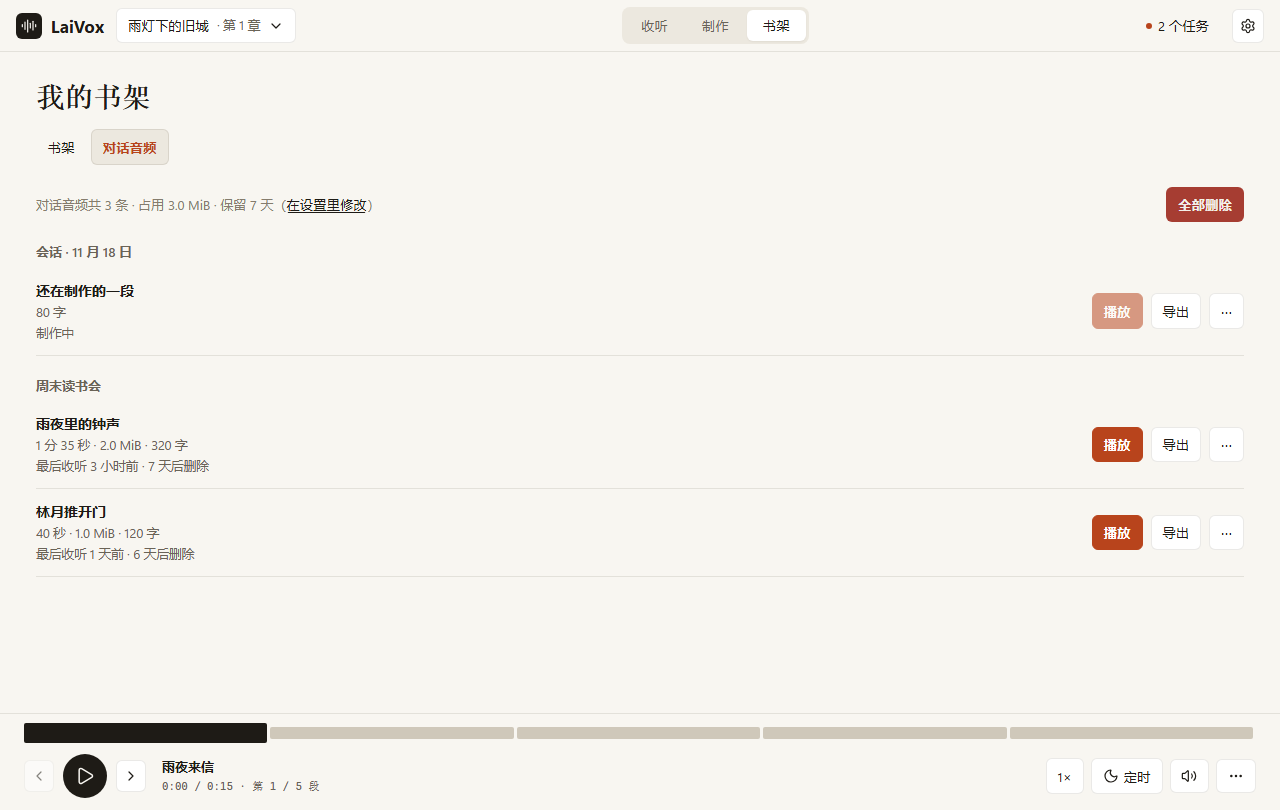 LaiVox
雨灯下的旧城 · 第 1 章
收听
制作
书架
2 个任务
我的书架
书架
对话音频
对话音频共 3 条 · 占用 3.0 MiB · 保留 7 天（在设置里修改）
全部删除
会话 · 11 月 18 日
还在制作的一段
80 字
制作中
播放
导出
···
周末读书会
雨夜里的钟声
1 分 35 秒 · 2.0 MiB · 320 字
最后收听 3 小时前 · 7 天后删除
播放
导出
···
林月推开门
40 秒 · 1.0 MiB · 120 字
最后收听 1 天前 · 6 天后删除
播放
导出
···
雨夜来信
0:00 / 0:15 · 第 1 / 5 段
1×
定时